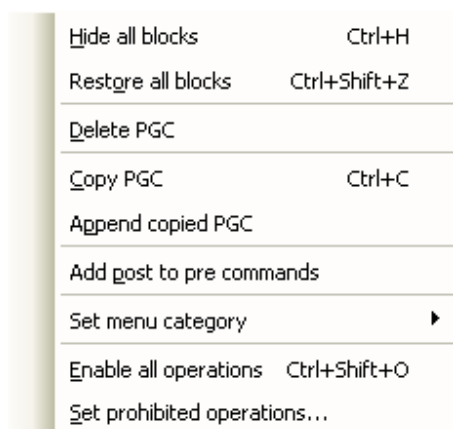 Hide all blocks Ctrl+H
Restore all blocks Ctrl+Shift+Z
Delete PGC
Copy PGC Ctrl+C
Append copied PGC
Add post to pre commands
Set menu category
Enable all operations Ctrl+Shift+O
Set prohibited operations...